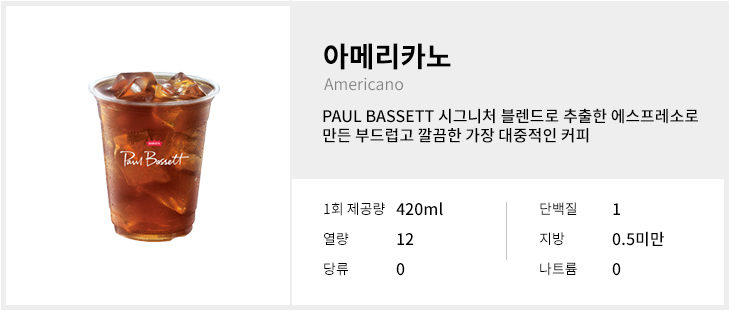 Paul Bassett
아메리카노
Americano
PAUL BASSETT 시그니처 블렌드로 추출한 에스프레소로
만든 부드럽고 깔끔한 가장 대중적인 커피
1회 제공량 420ml
열량 12
당류 0
단백질 1
지방 0.5미만
나트륨 0